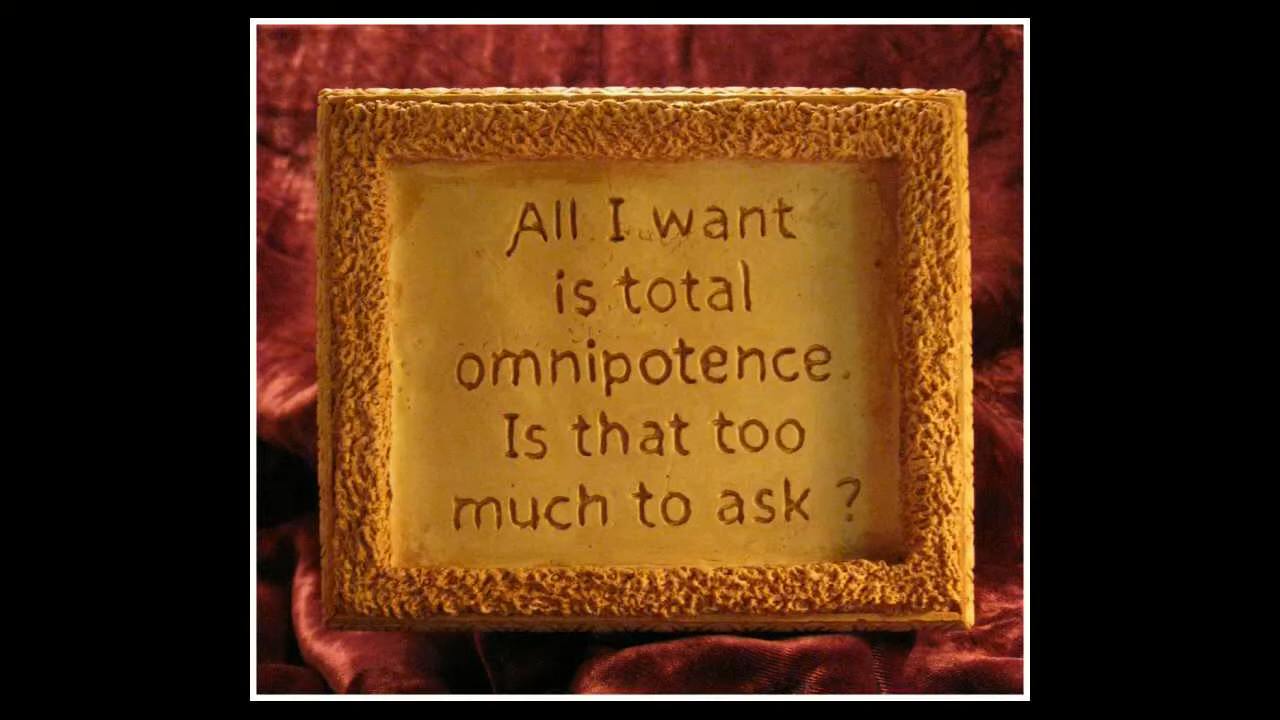 All I want
is total
omnipotence.
Is that too
much to ask ?